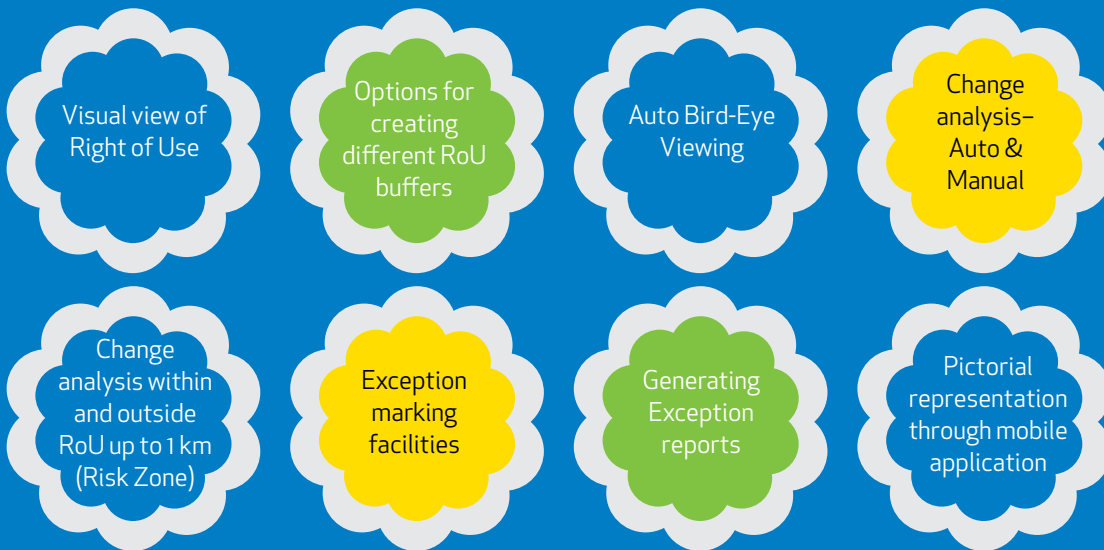 Visual view of
Right of Use
Options for
creating
different RoU
buffers
Auto Bird-Eye
Viewing
Change
analysis–
Auto &
Manual
Change
analysis within
and outside
RoU up to 1 km
(Risk Zone)
Exception
marking
facilities
Generating
Exception
reports
Pictorial
representation
through mobile
application